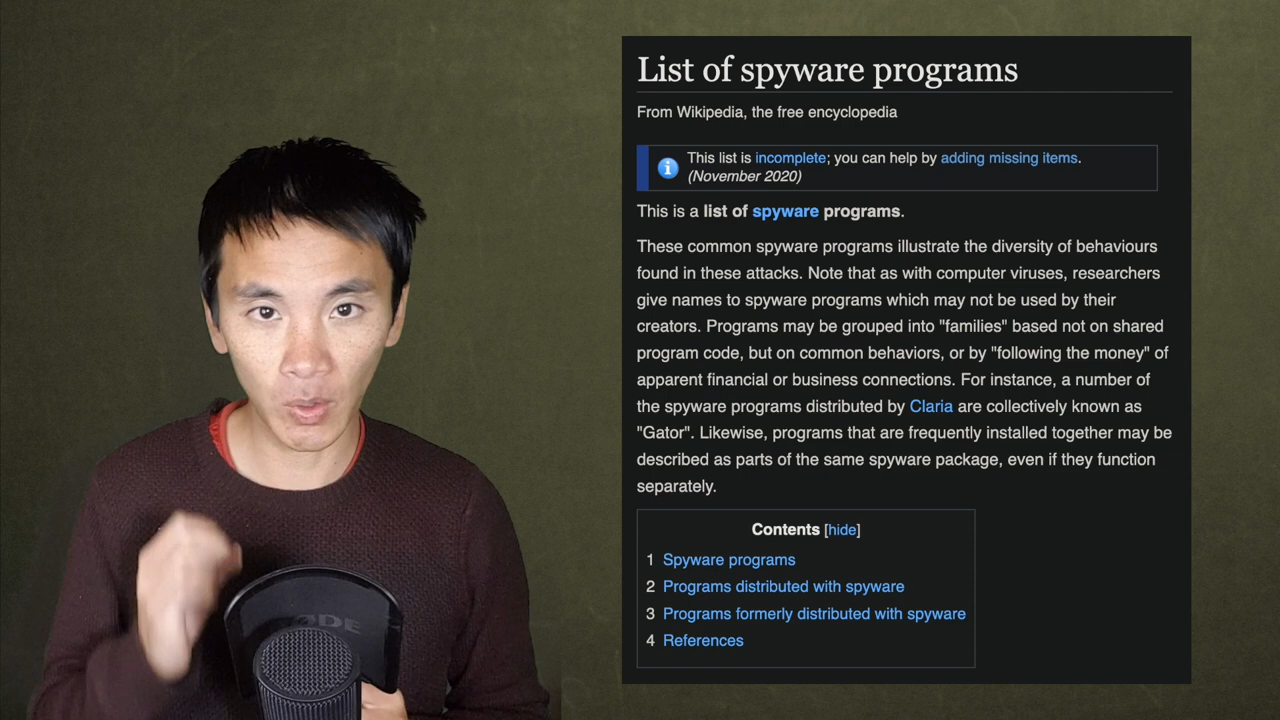 List of spyware programs
From Wikipedia, the free encyclopedia
This list is incomplete; you can help by adding missing items.
(November 2020)
This is a list of spyware programs.
These common spyware programs illustrate the diversity of behaviours
found in these attacks. Note that as with computer viruses, researchers
give names to spyware programs which may not be used by their
creators. Programs may be grouped into "families" based not on shared
program code, but on common behaviors, or by "following the money" of
apparent financial or business connections. For instance, a number of
the spyware programs distributed by Claria are collectively known as
"Gator". Likewise, programs that are frequently installed together may be
described as parts of the same spyware package, even if they function
separately.
Contents [hide]
1 Spyware programs
2 Programs distributed with spyware
3 Programs formerly distributed with spyware
4 References